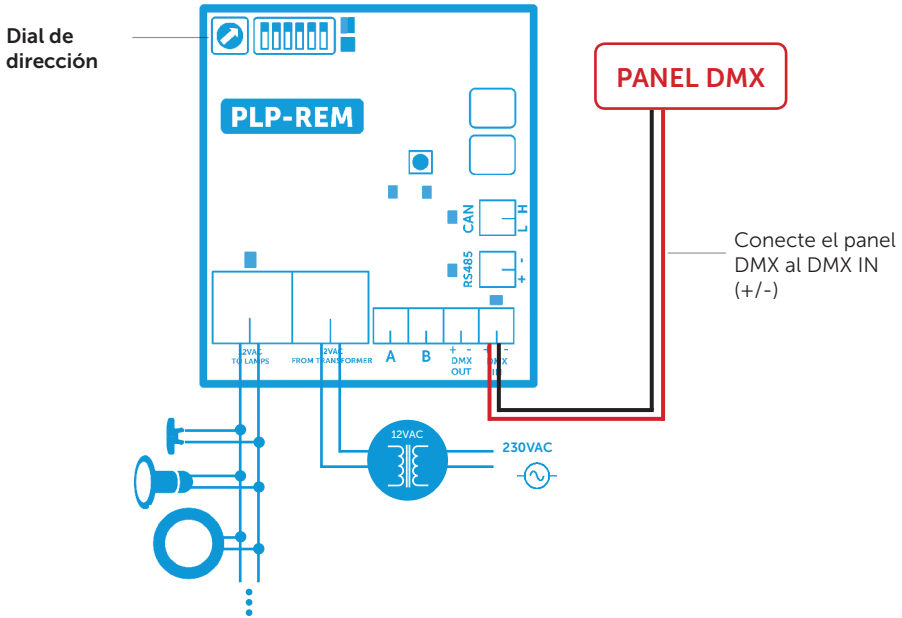 Dial de
dirección
PLP-REM
PANEL DMX
CAN
H
L
RS485
-
+
Conecte el panel
DMX al DMX IN
(+/-)
12VAC
TO LAMPS
12VAC
FROM TRANSFORMER
A
B
+ -
DMX
OUT
-
DMX
IN
12VAC
230VAC